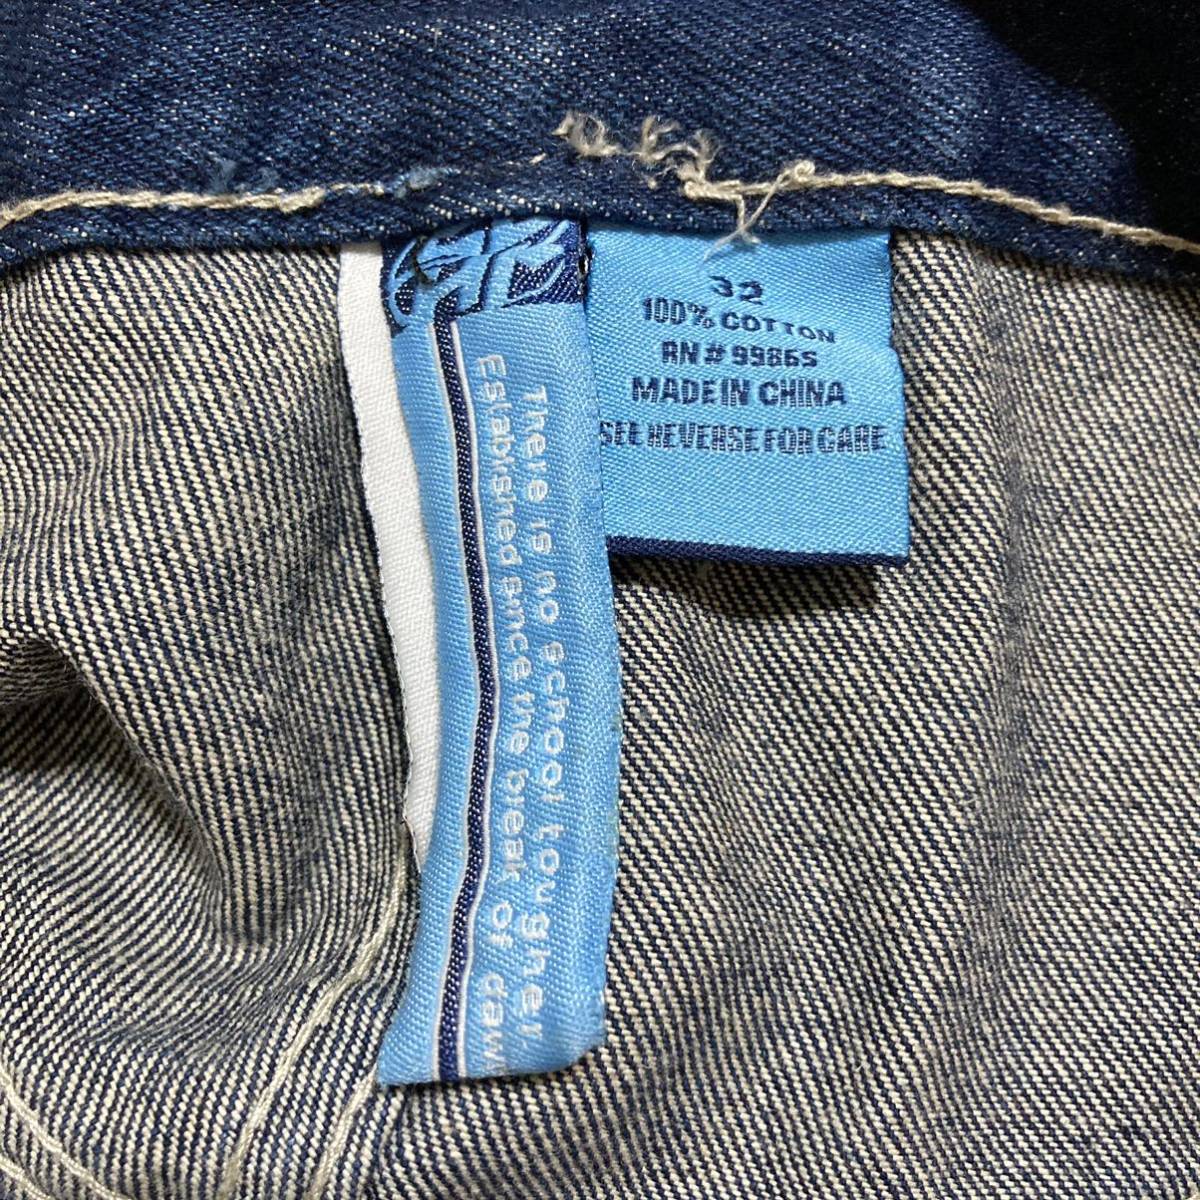 32
100% COTTON
RN# 99865
MADE IN CHINA
SEE REVERSE FOR CARE
There is no school tougher.
Established since the break of daw